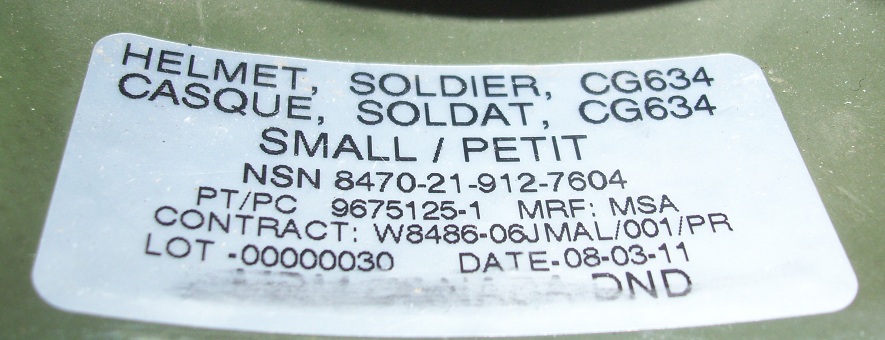 HELMET, SOLDIER, CG634
CASQUE, SOLDAT, CG634
SMALL / PETIT
NSN 8470-21-912-7604
PT/PC 9675125-1 MRF: MSA
CONTRACT: W8486-06JMAL/001/PR
LOT -00000030 DATE-08-03-11
DND